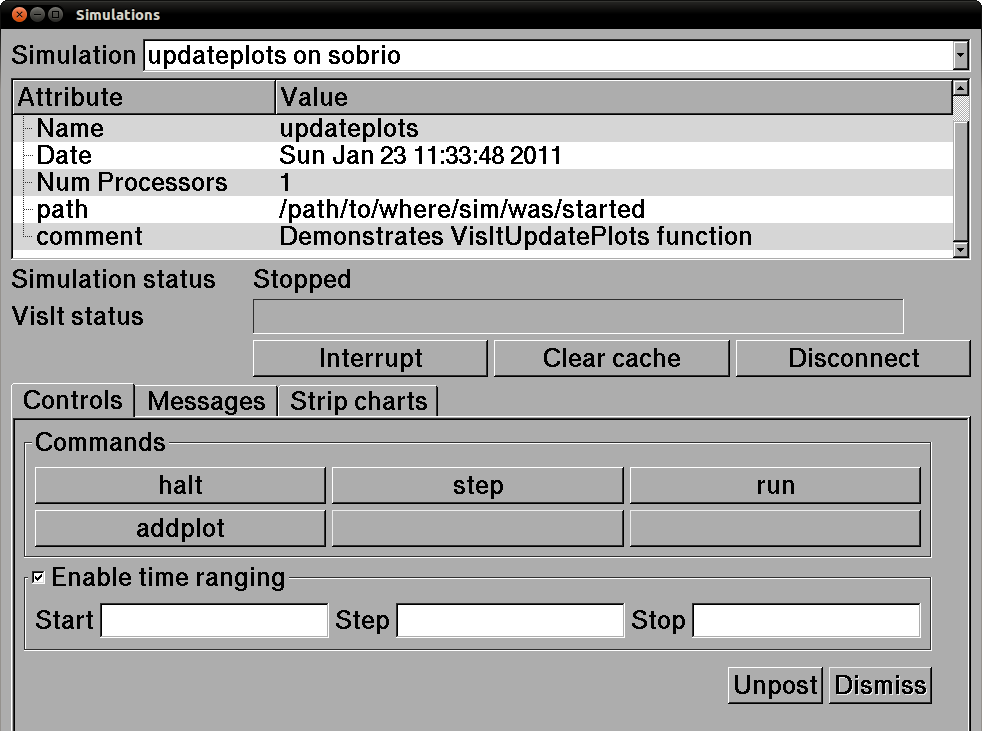 Simulations
Simulation updateplots on sobrio
Attribute Value
Name updateplots
Date Sun Jan 23 11:33:48 2011
Num Processors 1
path /path/to/where/sim/was/started
comment Demonstrates VisItUpdatePlots function
Simulation status Stopped
VisIt status
Interrupt Clear cache Disconnect
Controls Messages Strip charts
Commands
halt step run
addplot
Enable time ranging
Start Step Stop
Unpost Dismiss